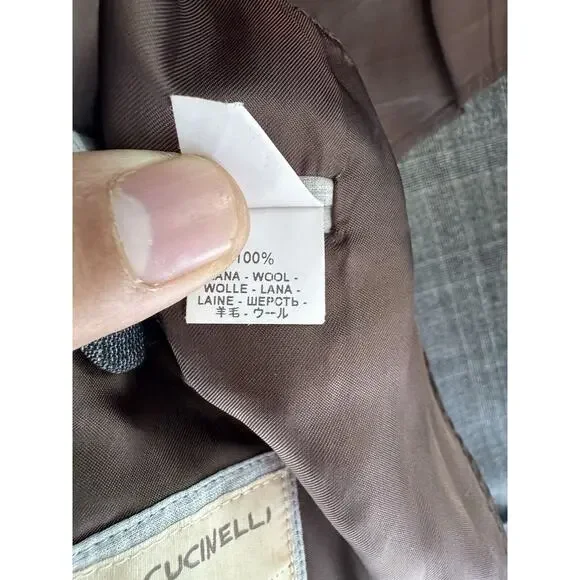 100%
LANA - WOOL -
WOLLE - LANA -
LAINE - ШЕРСТЬ -
羊毛 - ウール
CUCINELLI